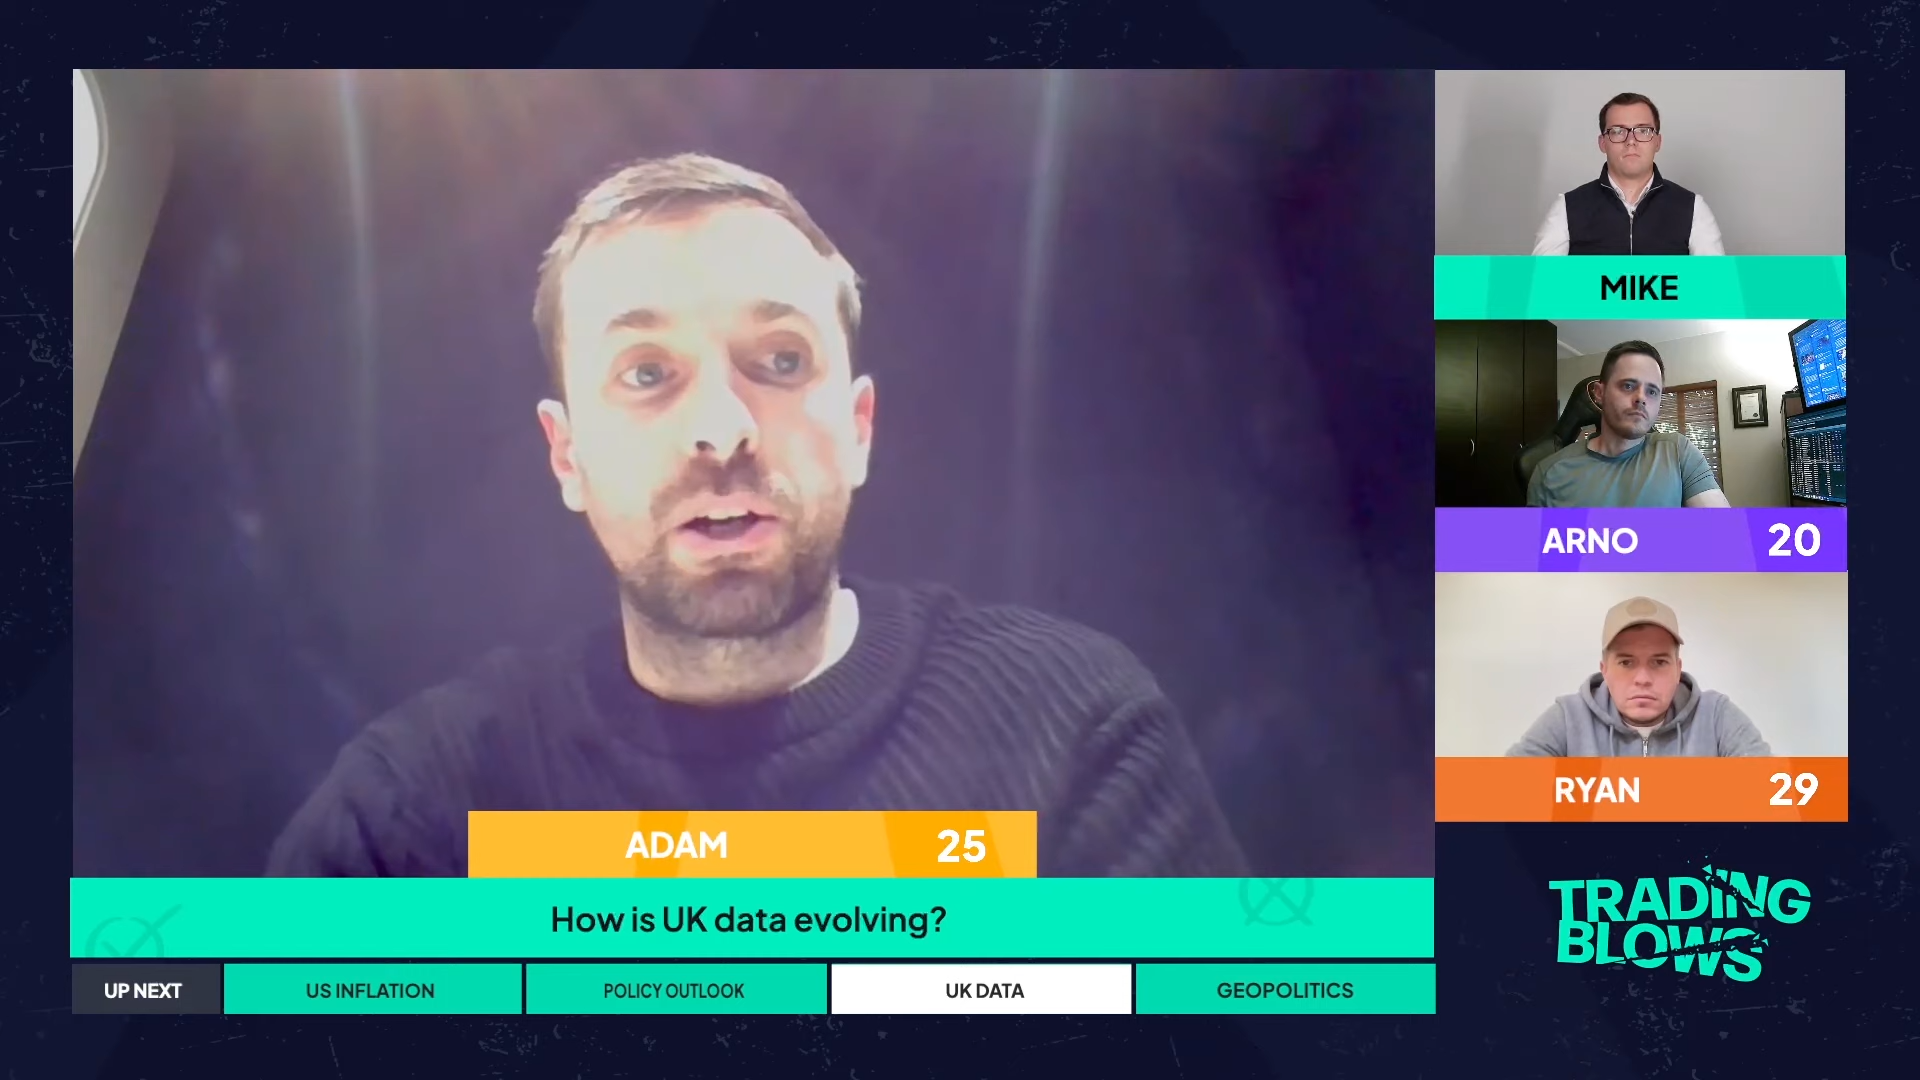 MIKE
ARNO 20
RYAN 29
ADAM 25
How is UK data evolving?
UP NEXT
US INFLATION
POLICY OUTLOOK
UK DATA
GEOPOLITICS
TRADING
BLOWS